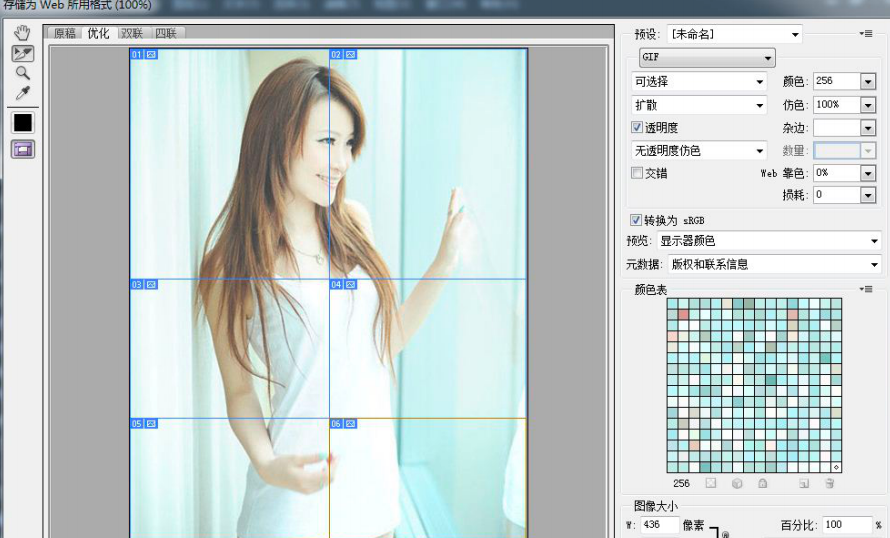 存储为 Web 所用格式 (100%)
原稿 优化 双联 四联
预设: [未命名]
GIF
可选择 颜色: 256
扩散 仿色: 100%
透明度 杂边:
无透明度仿色 数量:
交错 Web 靠色: 0%
损耗: 0
转换为 sRGB
预览: 显示器颜色
元数据: 版权和联系信息
颜色表
256
图像大小
W: 436 像素 百分比: 100 %
01 02
03 04
05 06